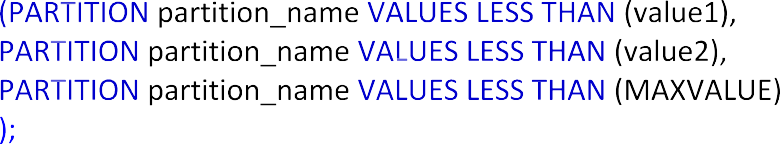 (PARTITION partition_name VALUES LESS THAN (value1),
PARTITION partition_name VALUES LESS THAN (value2),
PARTITION partition_name VALUES LESS THAN (MAXVALUE)
);